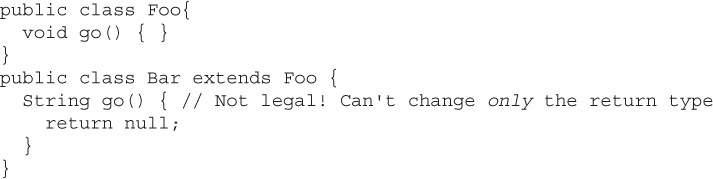 public class Foo{
  void go() { }
}
public class Bar extends Foo {
  String go() { // Not legal! Can't change only the return type
    return null;
  }
}